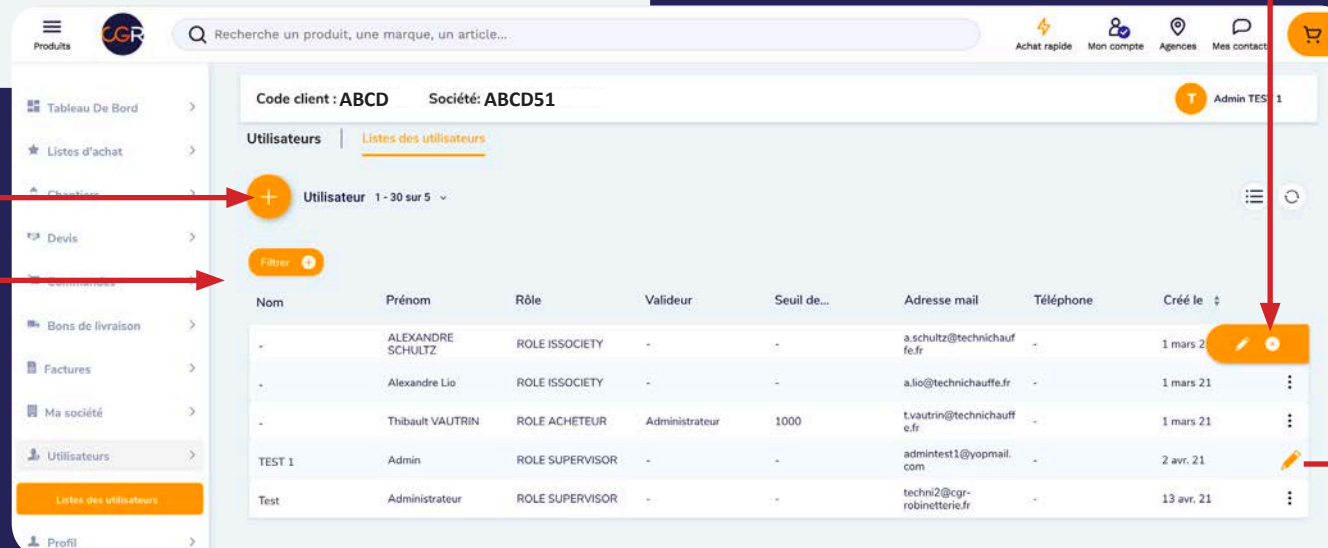 Produits
CGR
Recherche un produit, une marque, un article...
Achat rapide
Mon compte
Agences
Mes contact
Tableau De Bord
Listes d'achat
Chantiers
Devis
Commandes
Bons de livraison
Factures
Ma société
Utilisateurs
Listes des utilisateurs
Profil
Code client : ABCD Société: ABCD51
T Admin TEST 1
Utilisateurs | Listes des utilisateurs
Utilisateur 1 - 30 sur 5
Filtrer
Nom Prénom Rôle Valideur Seuil de... Adresse mail Téléphone Créé le
- ALEXANDRE SCHULTZ ROLE ISSOCIETY - - a.schultz@technichauffe.fr - 1 mars 2
- Alexandre Lio ROLE ISSOCIETY - - a.lio@technichauffe.fr - 1 mars 21
- Thibault VAUTRIN ROLE ACHETEUR Administrateur 1000 t.vautrin@technichauffe.fr - 1 mars 21
TEST 1 Admin ROLE SUPERVISOR - - admintest1@yopmail.com - 2 avr. 21
Test Administrateur ROLE SUPERVISOR - - techni2@cgr-robinetterie.fr - 13 avr. 21